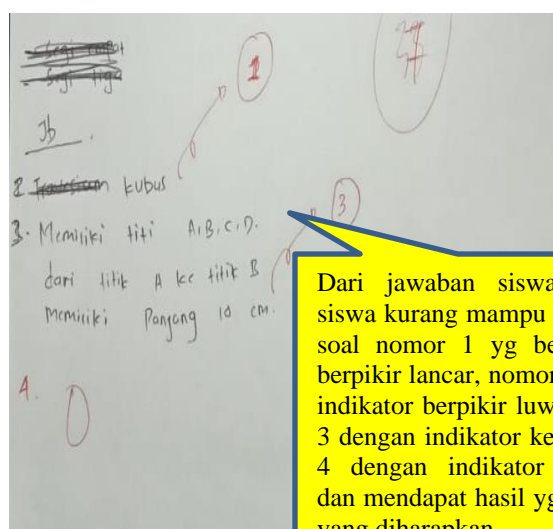 Segi tiga
1
Jb.
2 kubus
3. Memiliki titi A,B,C,D.
3
dari titik A ke titik B
Memiliki Panjang 10 cm.
4. 0
Dari jawaban siswa
siswa kurang mampu
soal nomor 1 yg be
berpikir lancar, nomor
indikator berpikir luw
3 dengan indikator ke
4 dengan indikator
dan mendapat hasil yg
yang diharapkan